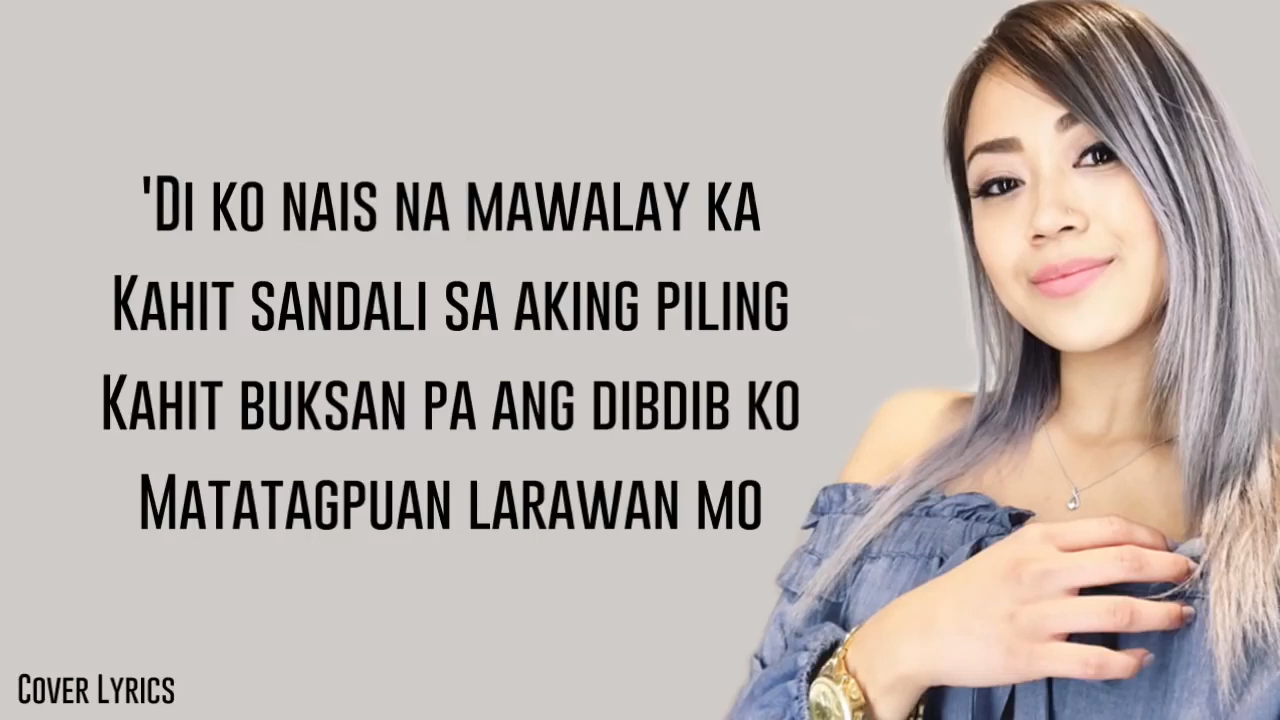 'Di ko nais na mawalay ka
Kahit sandali sa aking piling
Kahit buksan pa ang dibdib ko
Matatagpuan larawan mo
Cover Lyrics